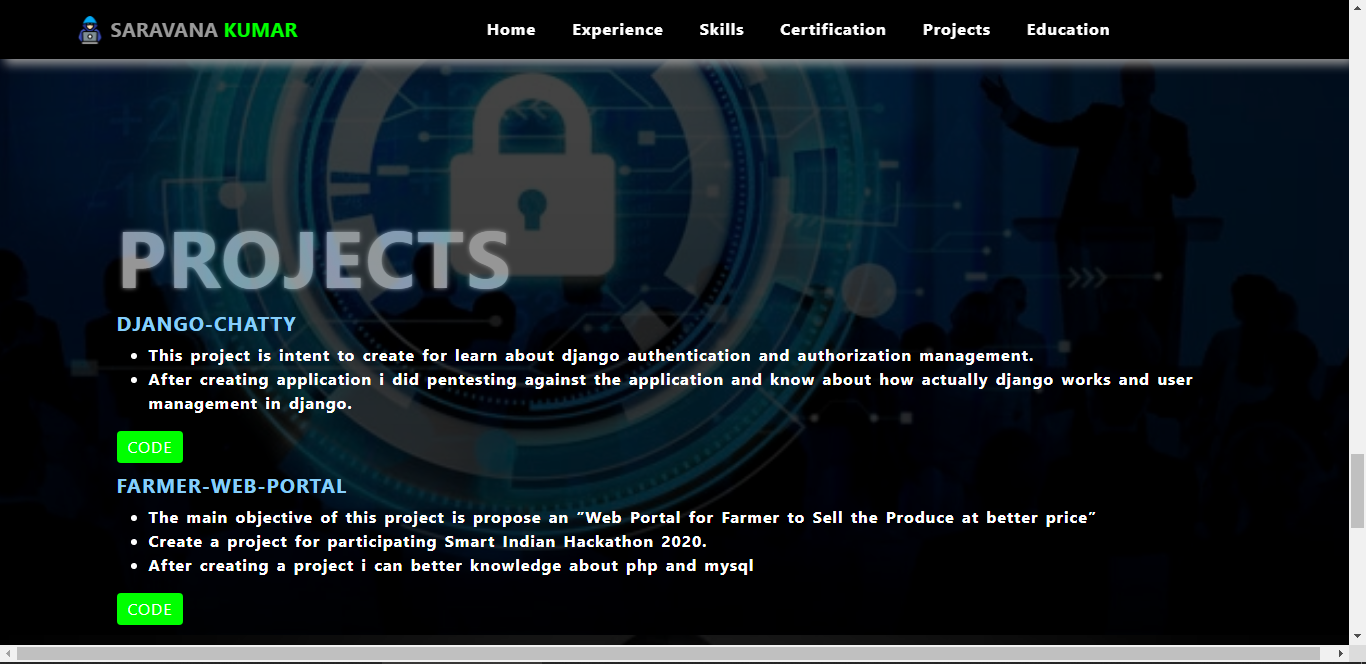 SARAVANA KUMAR Home Experience Skills Certification Projects Education
PROJECTS
DJANGO-CHATTY
• This project is intent to create for learn about django authentication and authorization management.
• After creating application i did pentesting against the application and know about how actually django works and user
management in django.
CODE
FARMER-WEB-PORTAL
• The main objective of this project is propose an ”Web Portal for Farmer to Sell the Produce at better price”
• Create a project for participating Smart Indian Hackathon 2020.
• After creating a project i can better knowledge about php and mysql
CODE